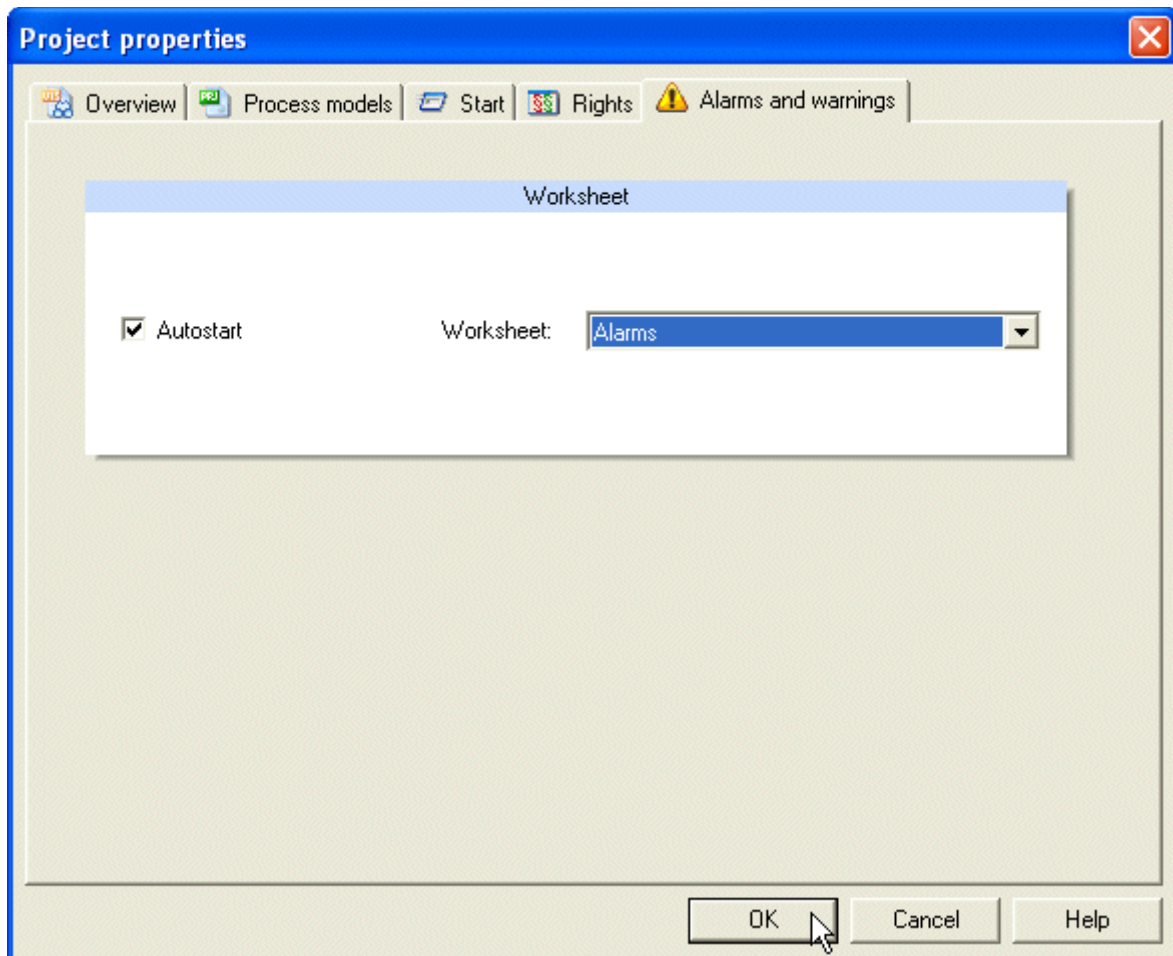 Project properties
Overview Process models Start §§ Rights Alarms and warnings
Worksheet
Autostart Worksheet: Alarms
OK Cancel Help